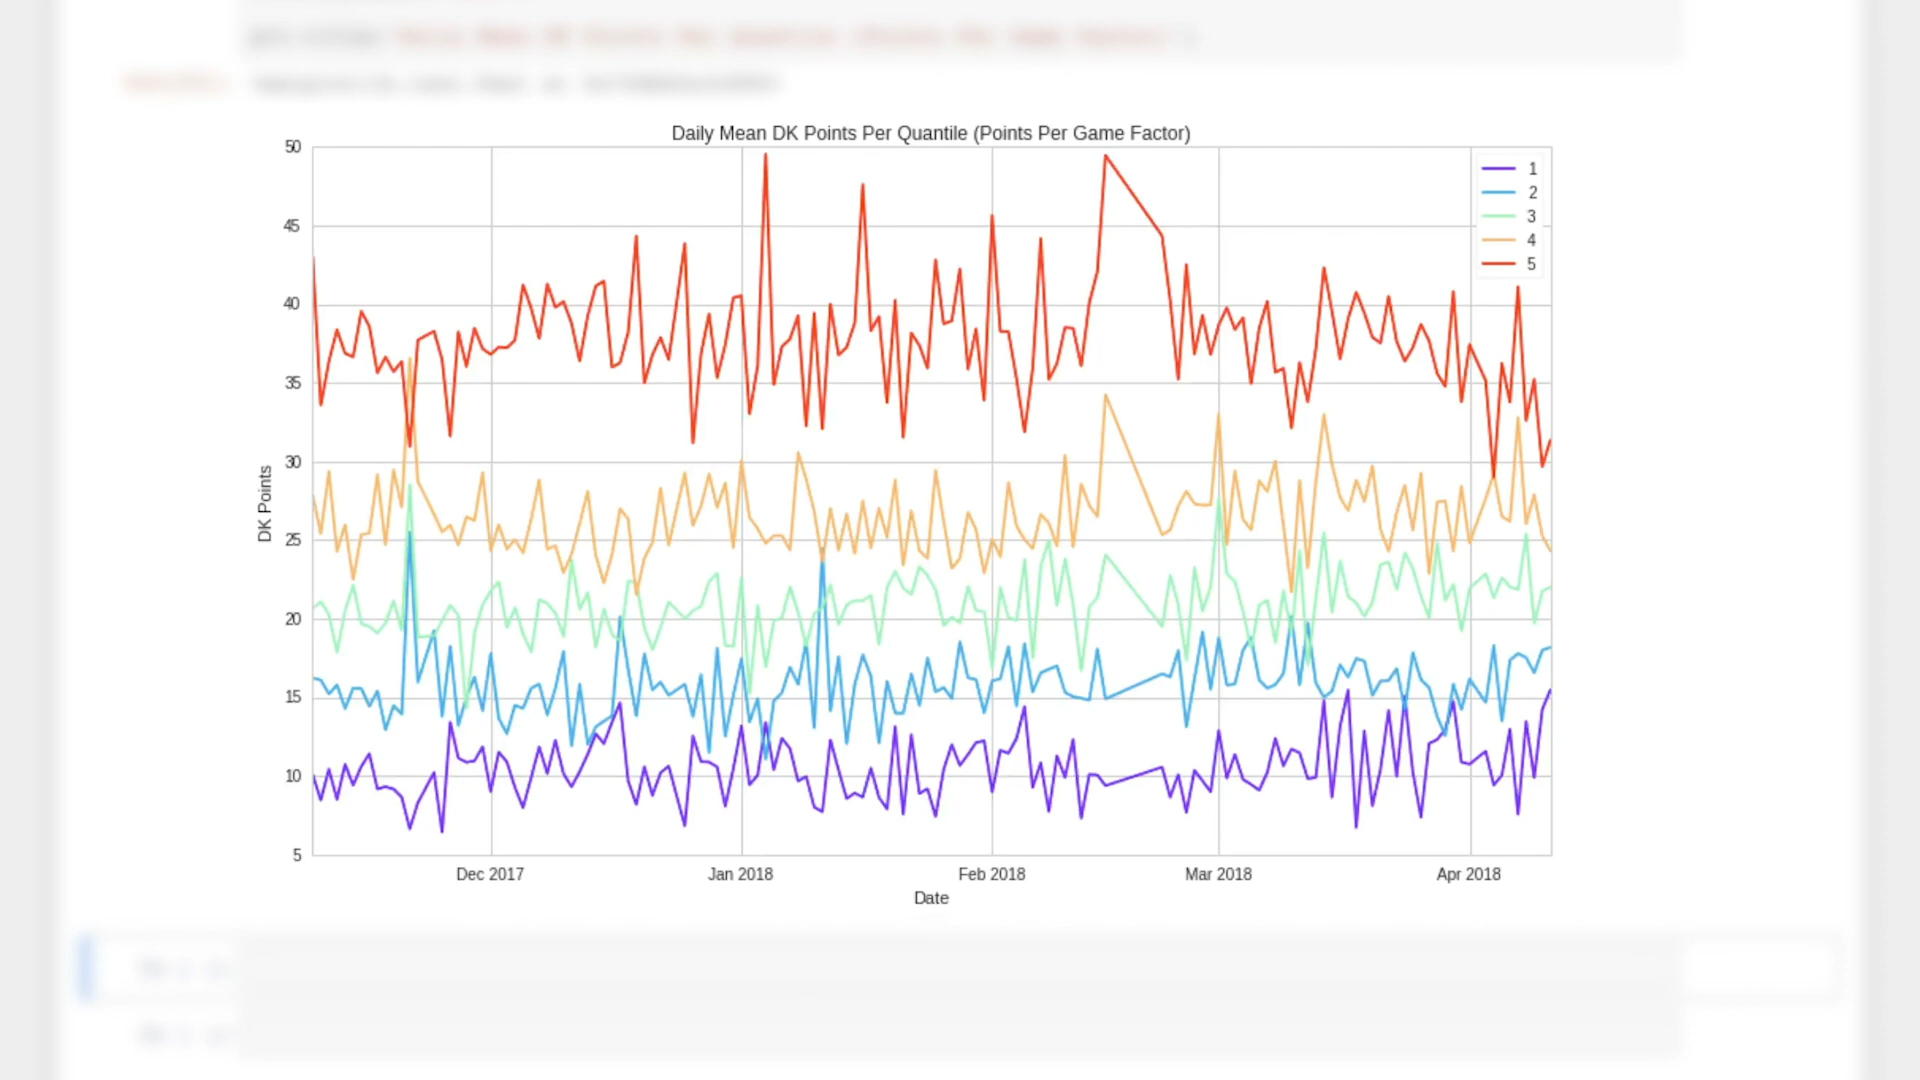 Daily Mean DK Points Per Quantile (Points Per Game Factor)
50
45
40
35
30
25
20
15
10
5
DK Points
1
2
3
4
5
Dec 2017
Jan 2018
Feb 2018
Mar 2018
Apr 2018
Date